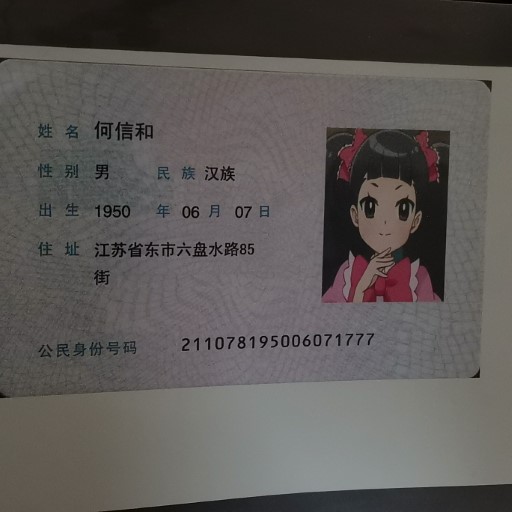 姓名 何信和
性别 男 民族 汉族
出生 1950 年 06 月 07 日
住址 江苏省东市六盘水路85
街
公民身份号码 211078195006071777